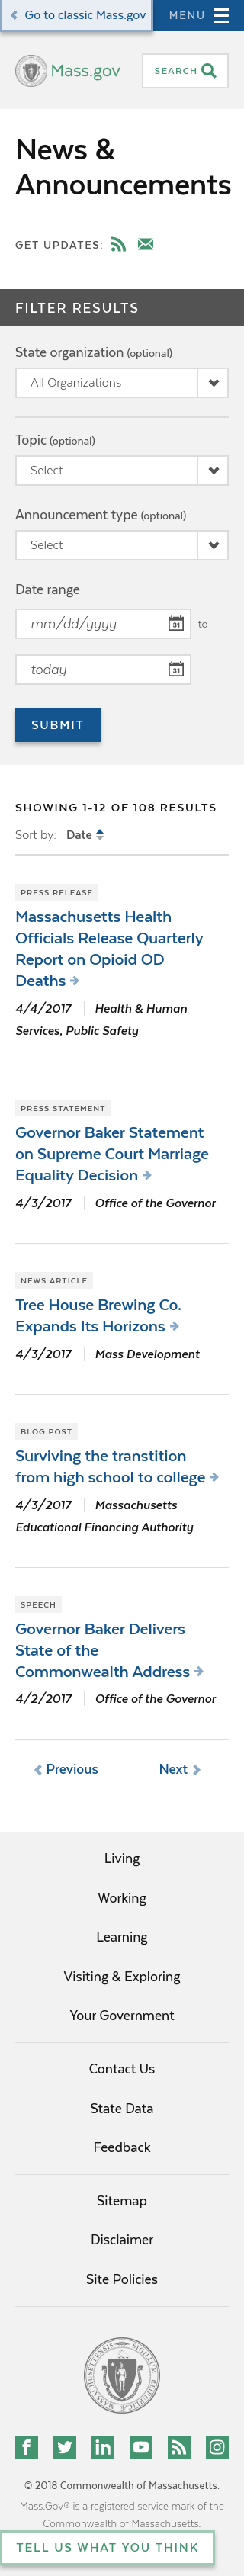 Go to classic Mass.gov
MENU
Mass.gov
SEARCH
News &
Announcements
GET UPDATES:
FILTER RESULTS
State organization (optional)
All Organizations
Topic (optional)
Select
Announcement type (optional)
Select
Date range
mm/dd/yyyy
to
today
SUBMIT
SHOWING 1-12 OF 108 RESULTS
Sort by: Date
PRESS RELEASE
Massachusetts Health
Officials Release Quarterly
Report on Opioid OD
Deaths
4/4/2017 Health & Human
Services, Public Safety
PRESS STATEMENT
Governor Baker Statement
on Supreme Court Marriage
Equality Decision
4/3/2017 Office of the Governor
NEWS ARTICLE
Tree House Brewing Co.
Expands Its Horizons
4/3/2017 Mass Development
BLOG POST
Surviving the transtition
from high school to college
4/3/2017 Massachusetts
Educational Financing Authority
SPEECH
Governor Baker Delivers
State of the
Commonwealth Address
4/2/2017 Office of the Governor
Previous Next
Living
Working
Learning
Visiting & Exploring
Your Government
Contact Us
State Data
Feedback
Sitemap
Disclaimer
Site Policies
© 2018 Commonwealth of Massachusetts.
Mass.Gov® is a registered service mark of the
Commonwealth of Massachusetts.
TELL US WHAT YOU THINK